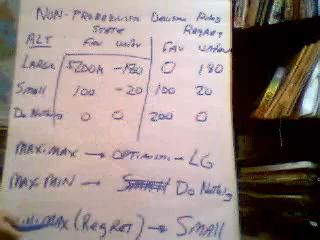 NON-PROBABILISTIC DECISION RULES
STATE REGRET
ALT FAV UNFAV FAV UNFAV
LARGE $200K -180 0 180
SMALL 100 -20 100 20
DO NOTHING 0 0 200 0
MAXIMAX → OPTIMISM - LG
MAXIMIN → DO NOTHING
MINIMAX (REGRET) → SMALL